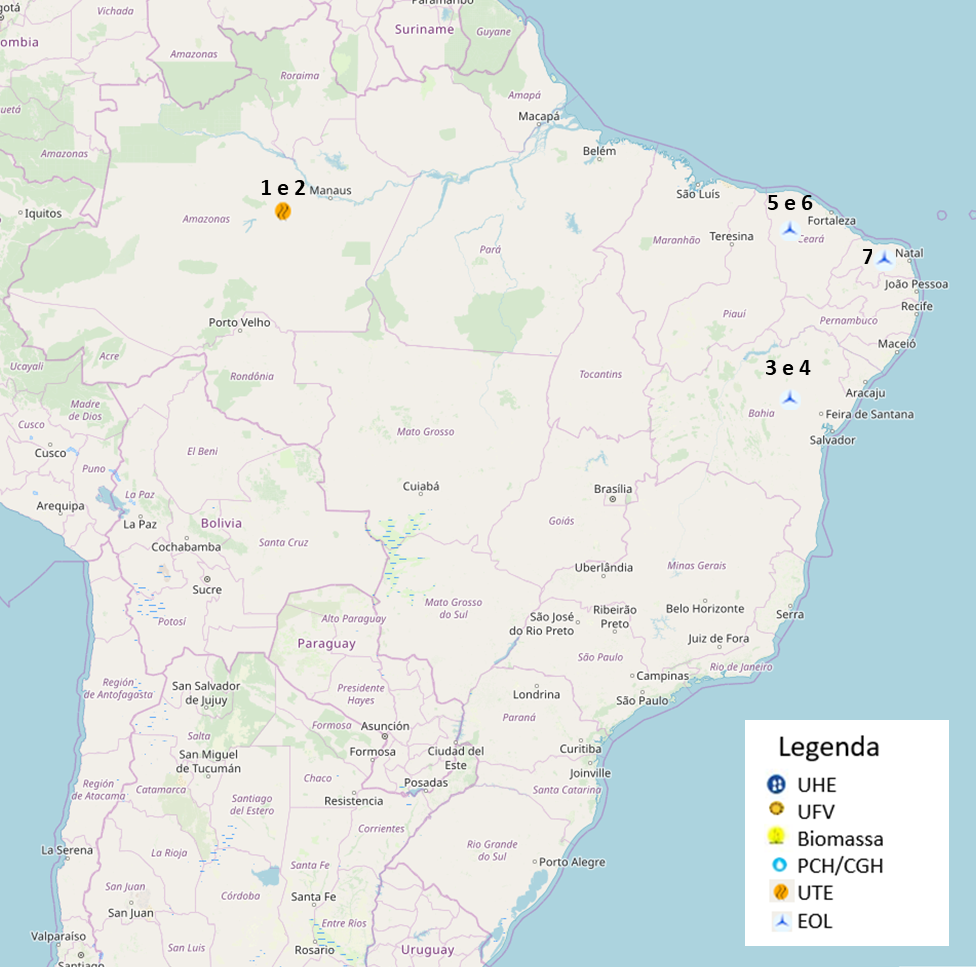 gotá
Vichada
Paramaribo
Suriname
Guyane
ombia
Amazonas
Roraima
Amapá
Macapá
uetá
Amazonas
Belém
1 e 2
Manaus
São Luís
5 e 6
Fortaleza
Iquitos
Amazonas
Pará
Maranhão
Teresina
Ceará
7
Natal
João Pessoa
Recife
Porto Velho
Piauí
Pernambuco
Maceió
Acre
Ucayali
Rondônia
Tocantins
3 e 4
Aracaju
Madre
de Dios
Bahia
Feira de Santana
Cusco
Mato Grosso
Salvador
Cusco
El Beni
Puno
Cuiabá
Brasília
La Paz
Arequipa
La Paz
Bolivia
Goiás
Cochabamba
Santa Cruz
Uberlândia
Minas Gerais
Sucre
Mato Grosso
do Sul
Belo Horizonte
Serra
Potosí
Alto Paraguay
São José
do Rio Preto
Ribeirão
Preto
Juiz de Fora
Paraguay
São Paulo
Rio de Janeiro
Región
de Antofagasta
San Salvador
de Jujuy
Presidente
Hayes
Campinas
Londrina
São Paulo
Paraná
Salta
Formosa
Asunción
San Miguel
de Tucumán
Formosa
Ciudad del
Este
Curitiba
Legenda
Joinville
Región
de Atacama
Catamarca
Chaco
Posadas
Santa Catarina
UHE
Santiago
del Estero
Resistencia
UFV
Corrientes
Biomassa
La Serena
La Rioja
Rio Grande
do Sul
Santa Fe
Porto Alegre
PCH/CGH
San Juan
Córdoba
Santa Fe
UTE
San Juan
Entre Ríos
EOL
Valparaíso
San Luis
Rosario
Uruguay
Santiago